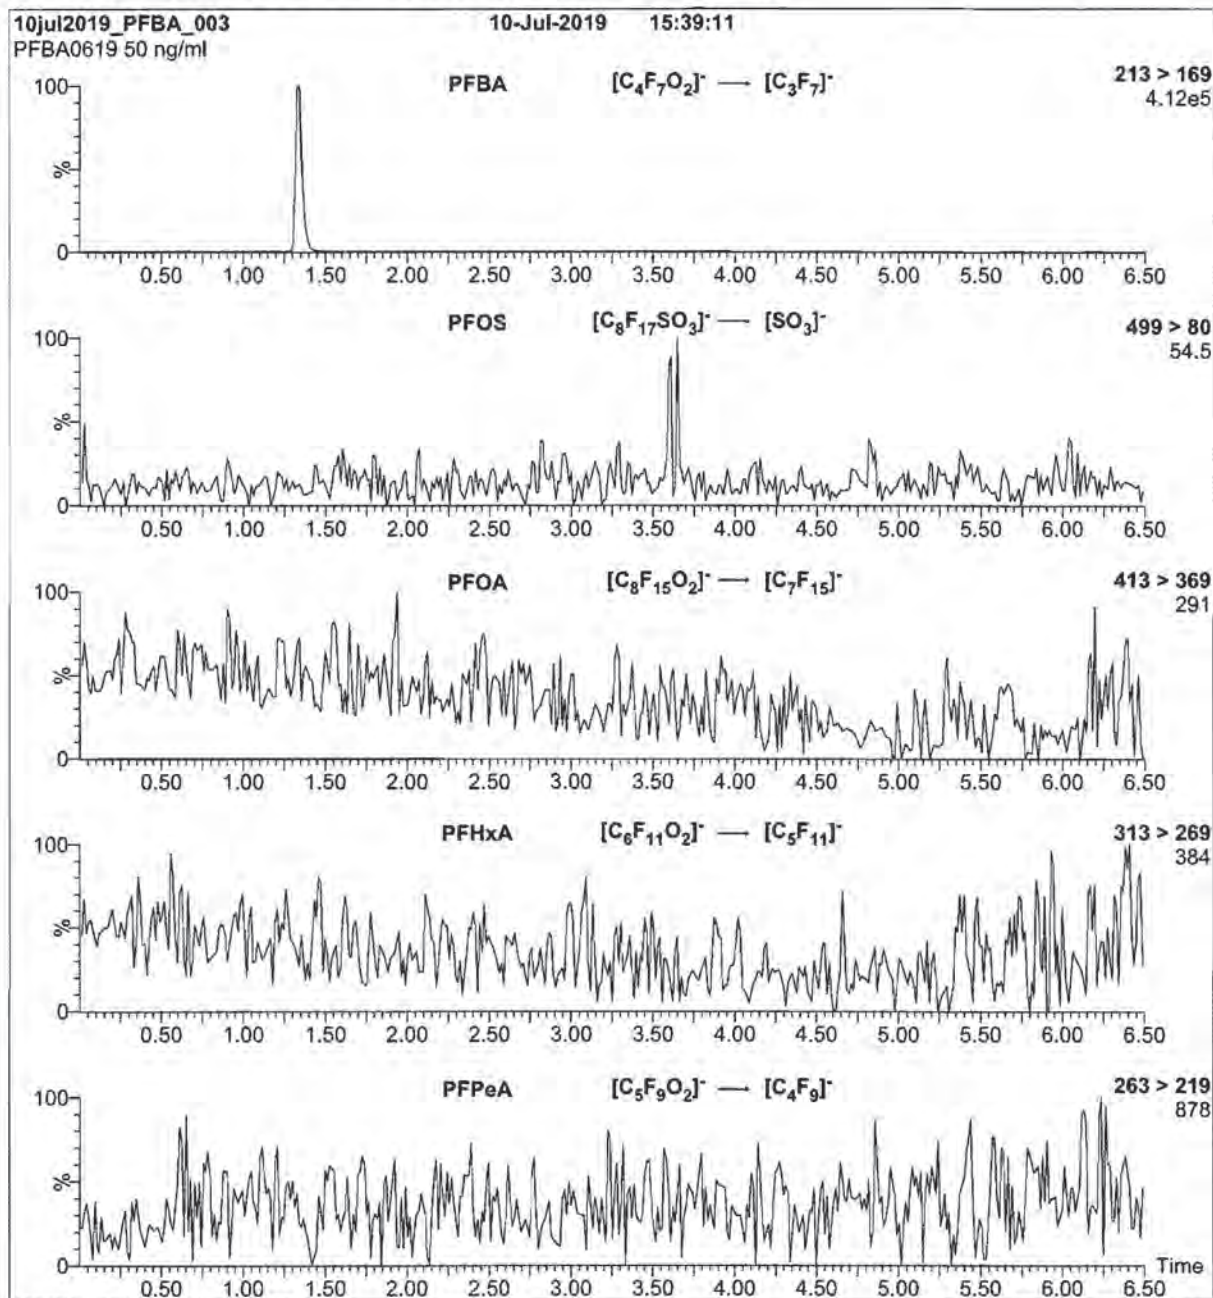 10jul2019_PFBA_003 10-Jul-2019 15:39:11
PFBA0619 50 ng/ml
PFBA [C₄F₇O₂]⁻ → [C₃F₇]⁻ 213 > 169
4.12e5
100
%
0
0.50 1.00 1.50 2.00 2.50 3.00 3.50 4.00 4.50 5.00 5.50 6.00 6.50
PFOS [C₈F₁₇SO₃]⁻ → [SO₃]⁻ 499 > 80
54.5
100
%
0
0.50 1.00 1.50 2.00 2.50 3.00 3.50 4.00 4.50 5.00 5.50 6.00 6.50
PFOA [C₈F₁₅O₂]⁻ → [C₇F₁₅]⁻ 413 > 369
291
100
%
0
0.50 1.00 1.50 2.00 2.50 3.00 3.50 4.00 4.50 5.00 5.50 6.00 6.50
PFHxA [C₆F₁₁O₂]⁻ → [C₅F₁₁]⁻ 313 > 269
384
100
%
0
0.50 1.00 1.50 2.00 2.50 3.00 3.50 4.00 4.50 5.00 5.50 6.00 6.50
PFPeA [C₅F₉O₂]⁻ → [C₄F₉]⁻ 263 > 219
878
100
%
0
Time
0.50 1.00 1.50 2.00 2.50 3.00 3.50 4.00 4.50 5.00 5.50 6.00 6.50